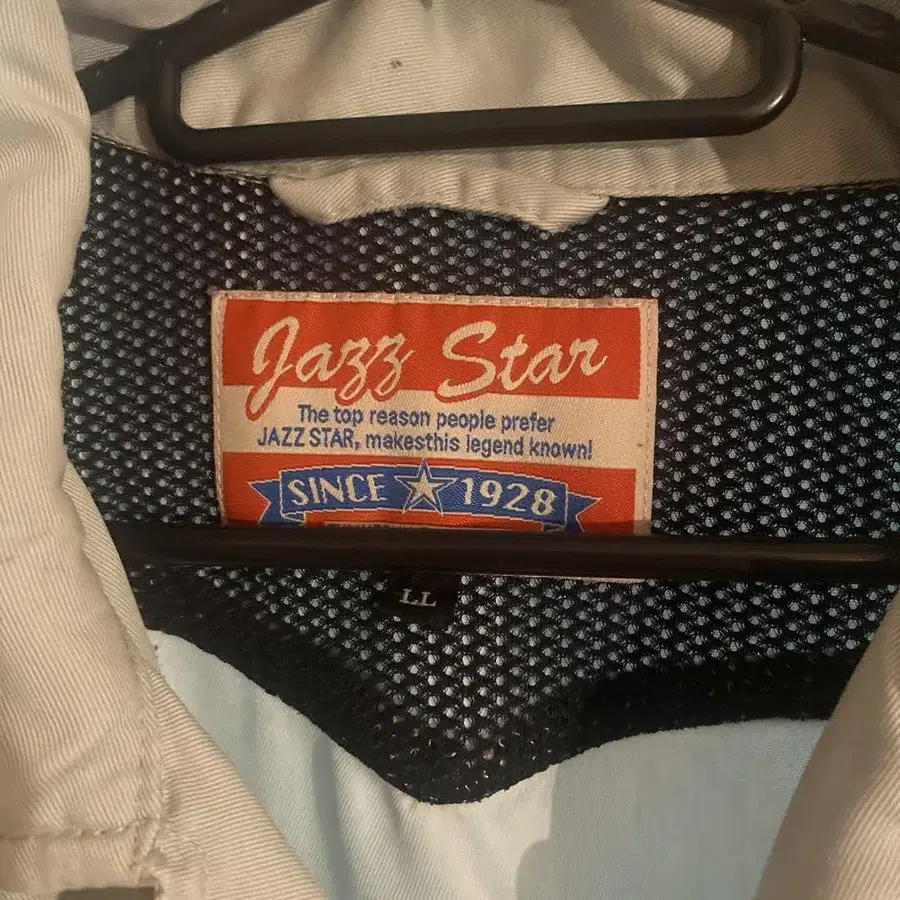 Jazz Star
The top reason people prefer
JAZZ STAR, makesthis legend known!
SINCE 1928
LL